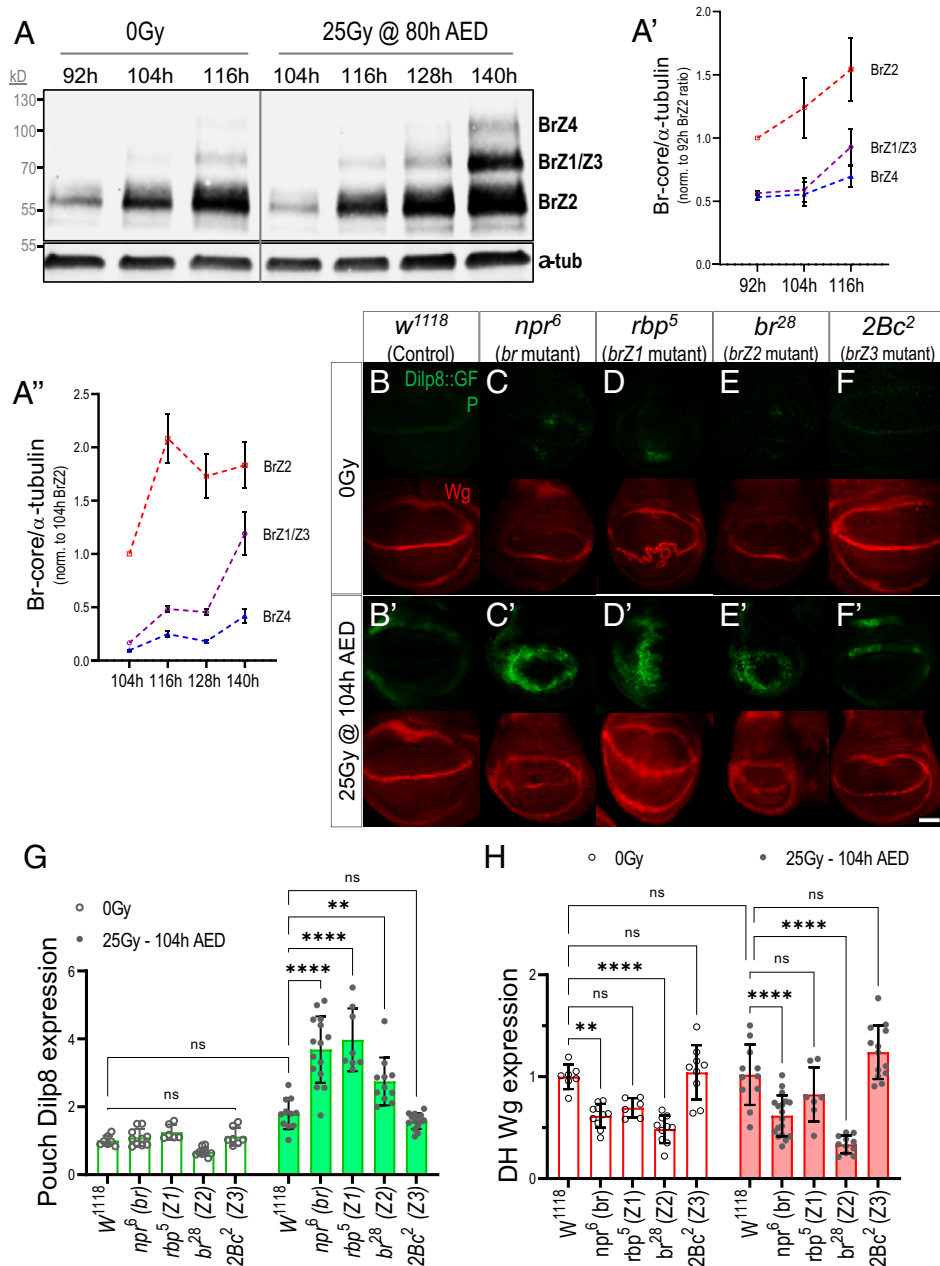 A
0Gy
25Gy @ 80h AED
kD
92h 104h 116h 104h 116h 128h 140h
130
100
70
55
55
BrZ4
BrZ1/Z3
BrZ2
a-tub
A'
Br-core/α-tubulin
(norm. to 92h BrZ2 ratio)
2.0
1.5
1.0
0.5
0.0
BrZ2
BrZ1/Z3
BrZ4
92h 104h 116h
A''
Br-core/α-tubulin
(norm. to 104h BrZ2)
2.5
2.0
1.5
1.0
0.5
0.0
BrZ2
BrZ1/Z3
BrZ4
104h 116h 128h 140h
w1118 npr6 rbp5 br28 2Bc2
(Control) (br mutant) (brZ1 mutant) (brZ2 mutant) (brZ3 mutant)
0Gy
B C D E F
Dilp8::GF
P
Wg
25Gy @ 104h AED
B' C' D' E' F'
G
0Gy
25Gy - 104h AED
Pouch Dilp8 expression
6
4
2
0
ns
ns
ns
**
****
****
W1118 npr6 (br) rbp5 (Z1) br28 (Z2) 2Bc2 (Z3) W1118 npr6 (br) rbp5 (Z1) br28 (Z2) 2Bc2 (Z3)
H
0Gy
25Gy - 104h AED
DH Wg expression
2
1
0
ns
ns
ns
****
****
ns
ns
**
****
W1118 npr6 (br) rbp5 (Z1) br28 (Z2) 2Bc2 (Z3) W1118 npr6 (br) rbp5 (Z1) br28 (Z2) 2Bc2 (Z3)